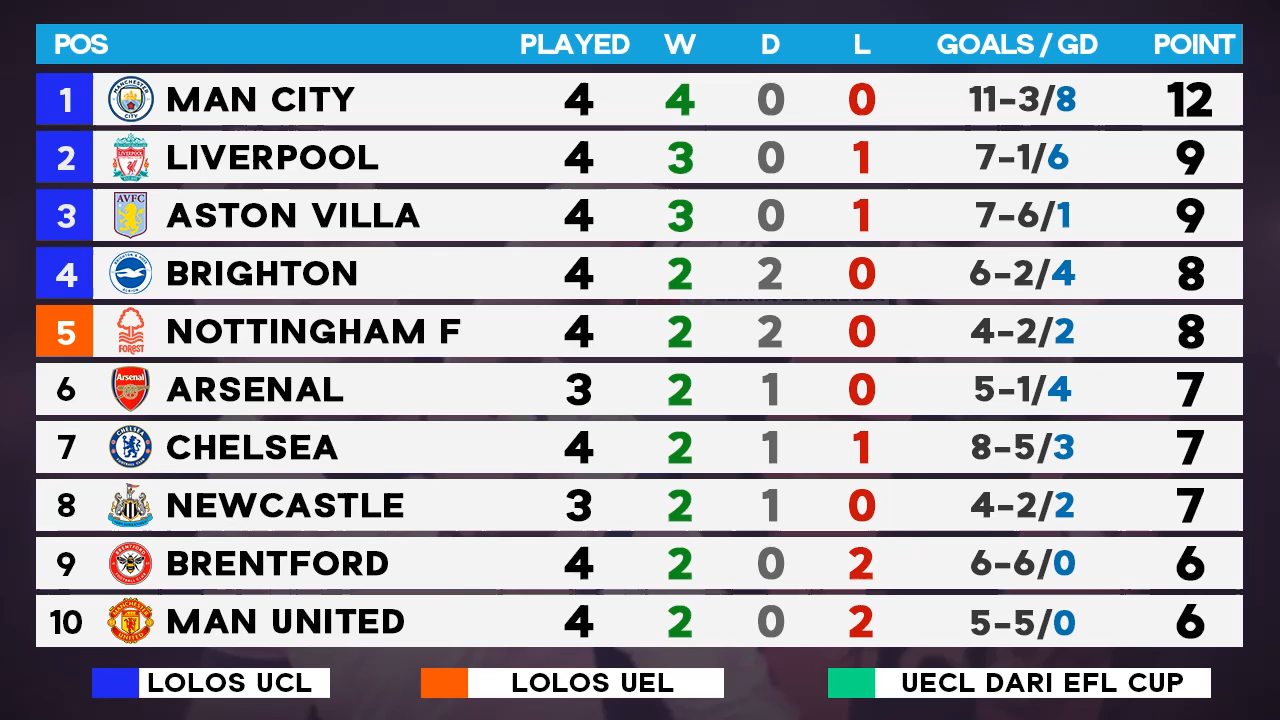 POS PLAYED W D L GOALS / GD POINT
1 MAN CITY 4 4 0 0 11-3/8 12
2 LIVERPOOL 4 3 0 1 7-1/6 9
3 AVFC ASTON VILLA 4 3 0 1 7-6/1 9
4 BRIGHTON 4 2 2 0 6-2/4 8
5 FOREST NOTTINGHAM F 4 2 2 0 4-2/2 8
6 Arsenal ARSENAL 3 2 1 0 5-1/4 7
7 CHELSEA 4 2 1 1 8-5/3 7
8 NEWCASTLE 3 2 1 0 4-2/2 7
9 BRENTFORD 4 2 0 2 6-6/0 6
10 MAN UNITED 4 2 0 2 5-5/0 6
LOLOS UCL LOLOS UEL UECL DARI EFL CUP